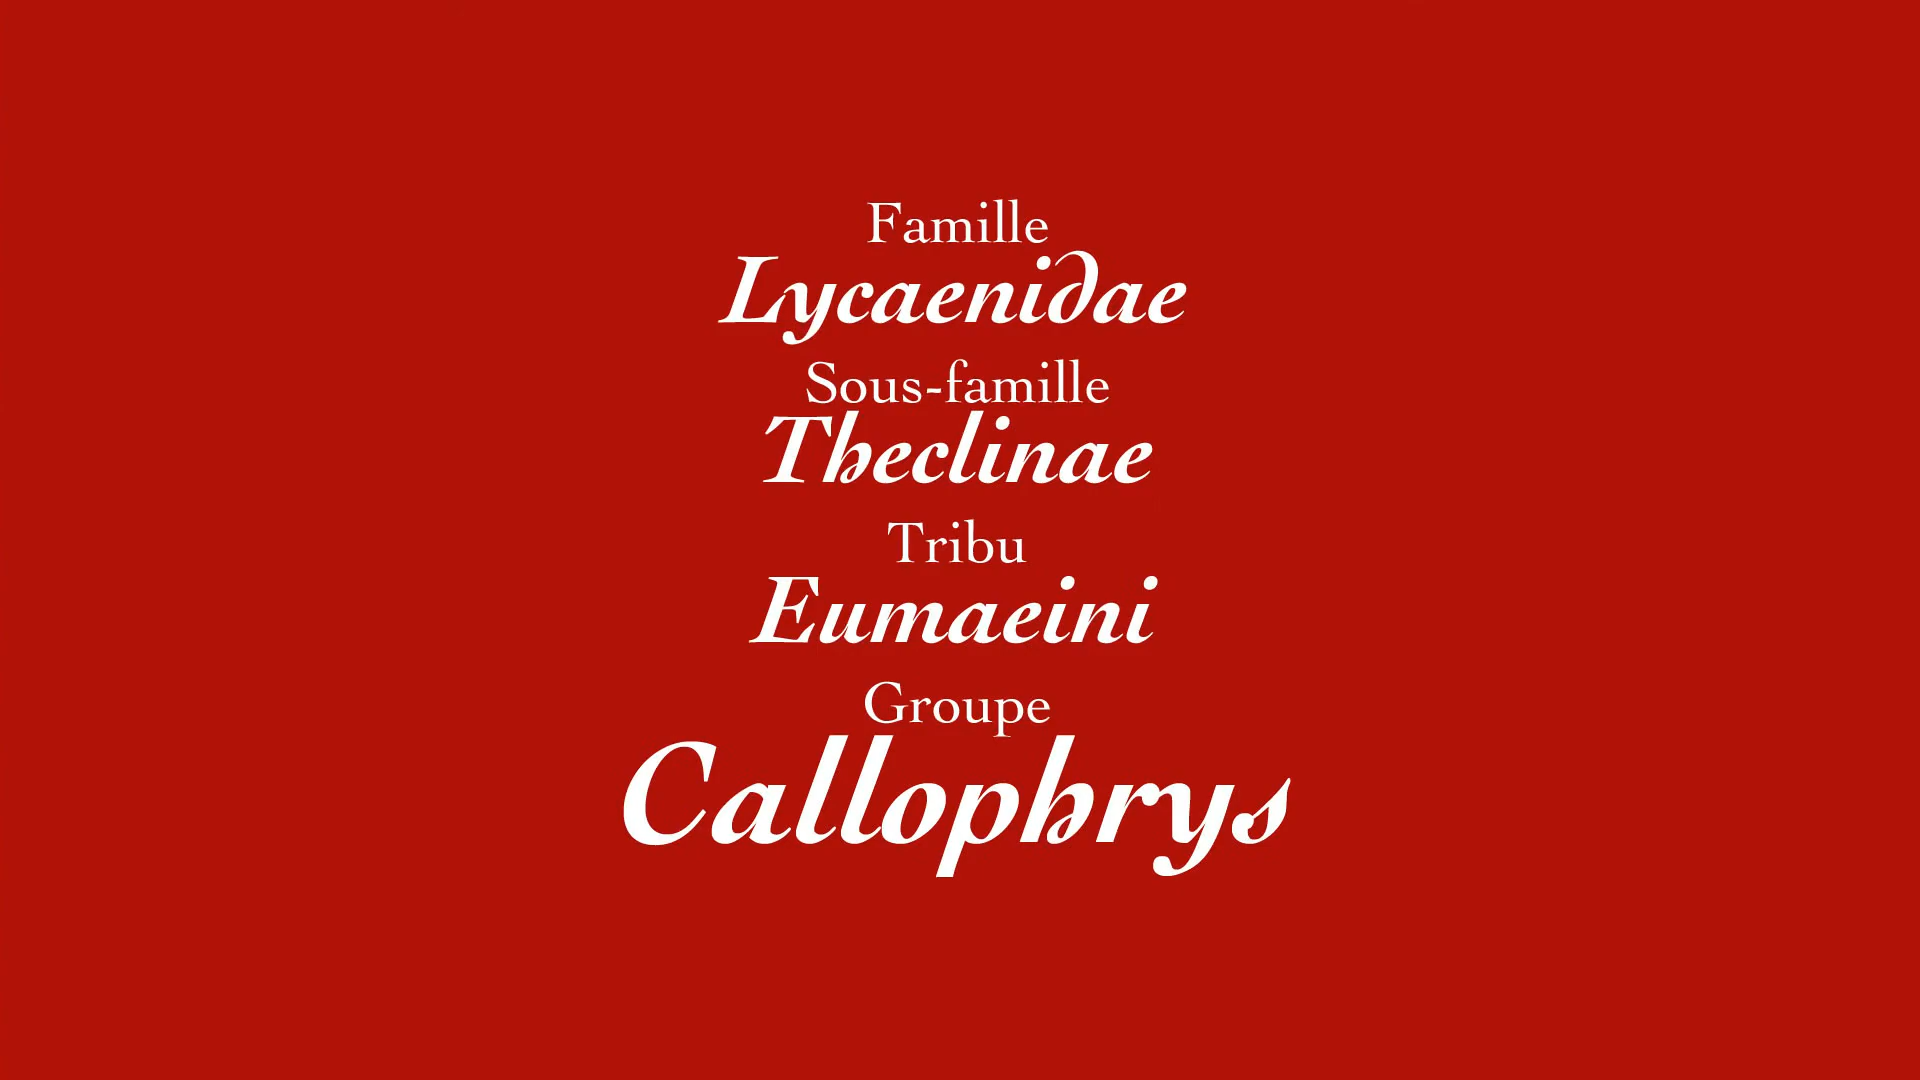 Famille
Lycaenidae
Sous-famille
Theclinae
Tribu
Eumaeini
Groupe
Callophrys